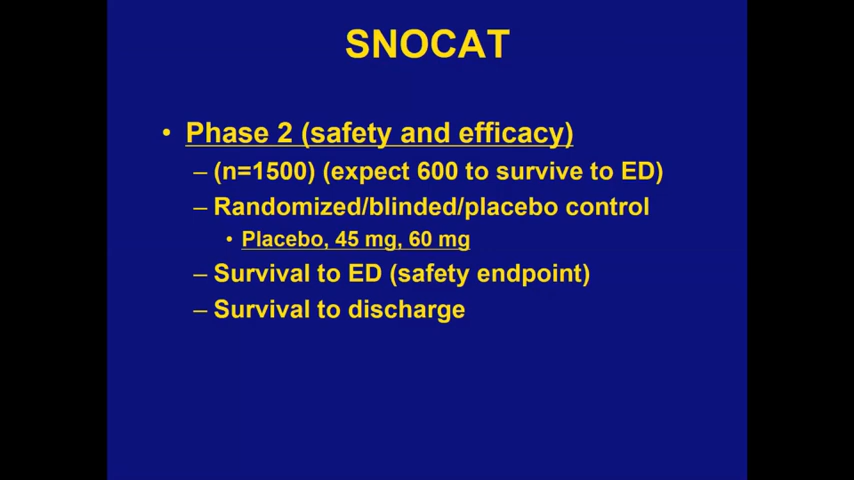 SNOCAT
• Phase 2 (safety and efficacy)
– (n=1500) (expect 600 to survive to ED)
– Randomized/blinded/placebo control
• Placebo, 45 mg, 60 mg
– Survival to ED (safety endpoint)
– Survival to discharge